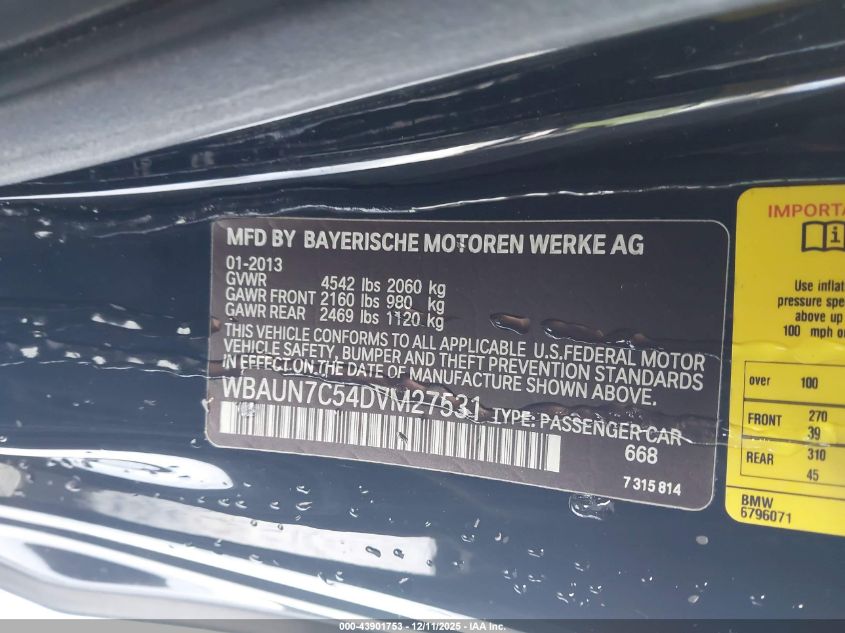 MFD BY BAYERISCHE MOTOREN WERKE AG
01-2013
GVWR 4542 lbs 2060 kg
GAWR FRONT 2160 lbs 980 kg
GAWR REAR 2469 lbs 1120 kg
THIS VEHICLE CONFORMS TO ALL APPLICABLE U.S.FEDERAL MOTOR
VEHICLE SAFETY, BUMPER AND THEFT PREVENTION STANDARDS
IN EFFECT ON THE DATE OF MANUFACTURE SHOWN ABOVE.
WBAUN7C54DVM27531 TYPE: PASSENGER CAR
668
7 315 814
Use inflat
pressure spe
above up
100 mph or
over 100
FRONT 270
39
REAR 310
45
BMW
6796071
000-43901753 - 12/11/2025 - IAA Inc.